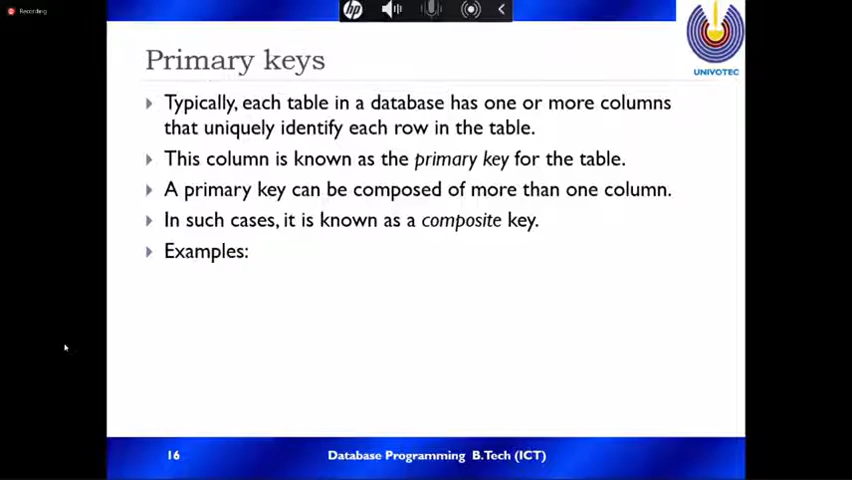 Recording
hp
UNIVOTEC
Primary keys
Typically, each table in a database has one or more columns
that uniquely identify each row in the table.
This column is known as the primary key for the table.
A primary key can be composed of more than one column.
In such cases, it is known as a composite key.
Examples:
16
Database Programming B.Tech (ICT)